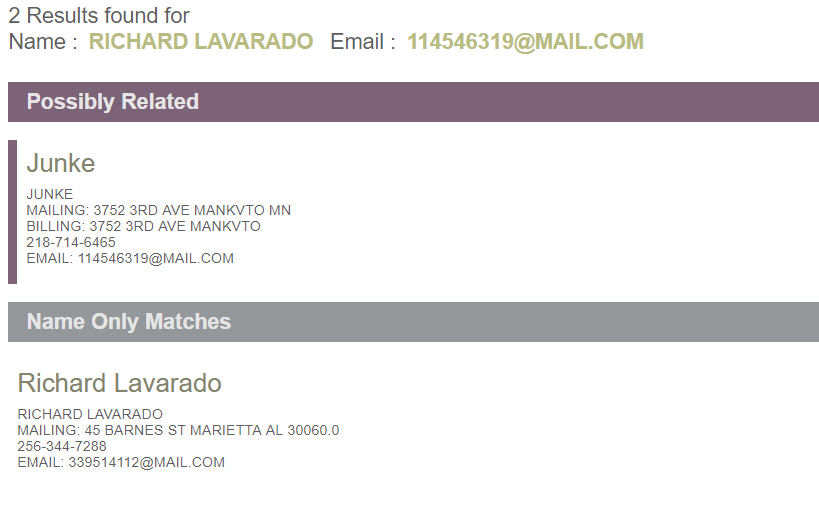 2 Results found for
Name : RICHARD LAVARADO Email : 114546319@MAIL.COM
Possibly Related
Junke
JUNKE
MAILING: 3752 3RD AVE MANKVTO MN
BILLING: 3752 3RD AVE MANKVTO
218-714-6465
EMAIL: 114546319@MAIL.COM
Name Only Matches
Richard Lavarado
RICHARD LAVARADO
MAILING: 45 BARNES ST MARIETTA AL 30060.0
256-344-7288
EMAIL: 339514112@MAIL.COM